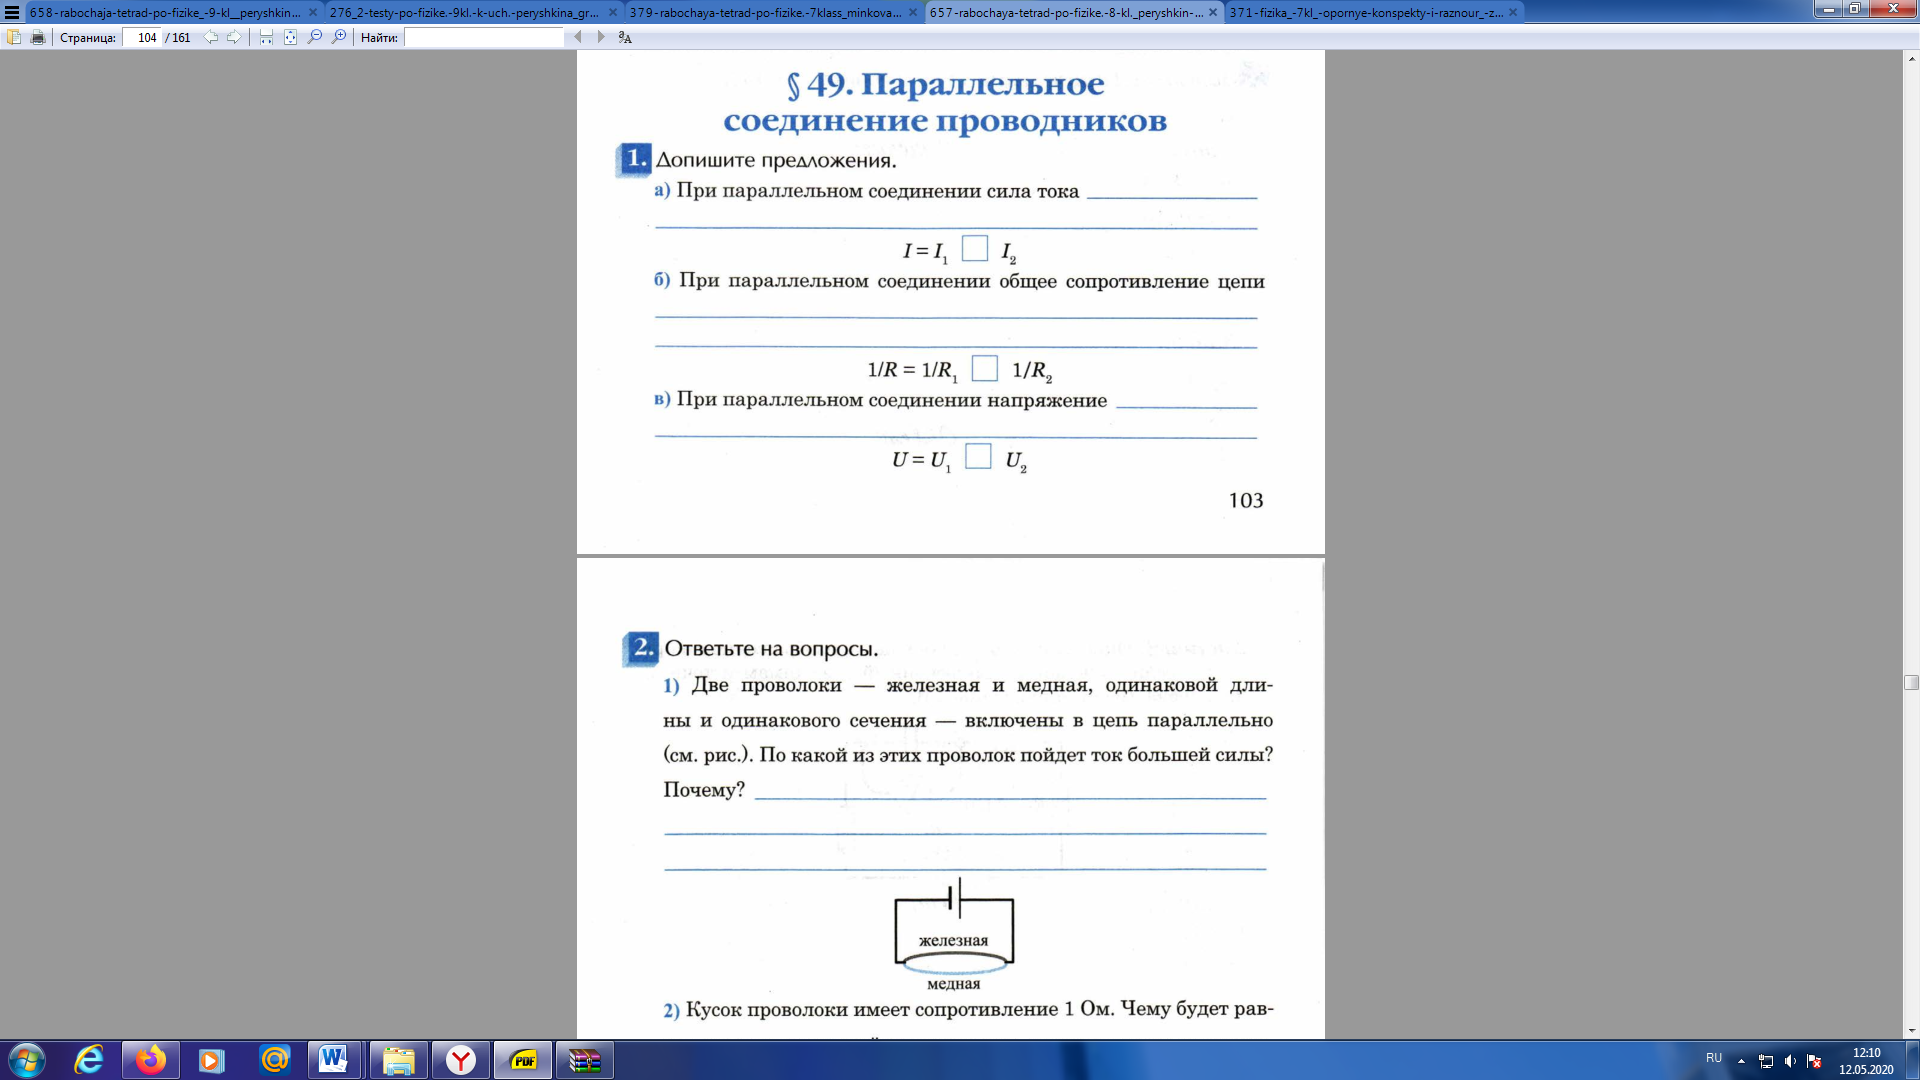 658-rabochaja-tetrad-po-fizike_-9-kl__peryshkin...
276_2-testy-po-fizike.-9kl.-k-uch.-peryshkina_gr...
379-rabochaya-tetrad-po-fizike.-7klass_minkova...
657-rabochaya-tetrad-po-fizike.-8-kl._peryshkin-...
371-fizika_-7kl_-opornye-konspekty-i-raznour_-z...
Страница: 104 / 161 Найти:
§ 49. Параллельное
соединение проводников
1. Допишите предложения.
а) При параллельном соединении сила тока
I = I1 I2
б) При параллельном соединении общее сопротивление цепи
1/R = 1/R1 1/R2
в) При параллельном соединении напряжение
U = U1 U2
103
2. Ответьте на вопросы.
1) Две проволоки — железная и медная, одинаковой дли-
ны и одинакового сечения — включены в цепь параллельно
(см. рис.). По какой из этих проволок пойдет ток большей силы?
Почему?
железная
медная
2) Кусок проволоки имеет сопротивление 1 Ом. Чему будет рав-
PDF
RU
12:10
12.05.2020